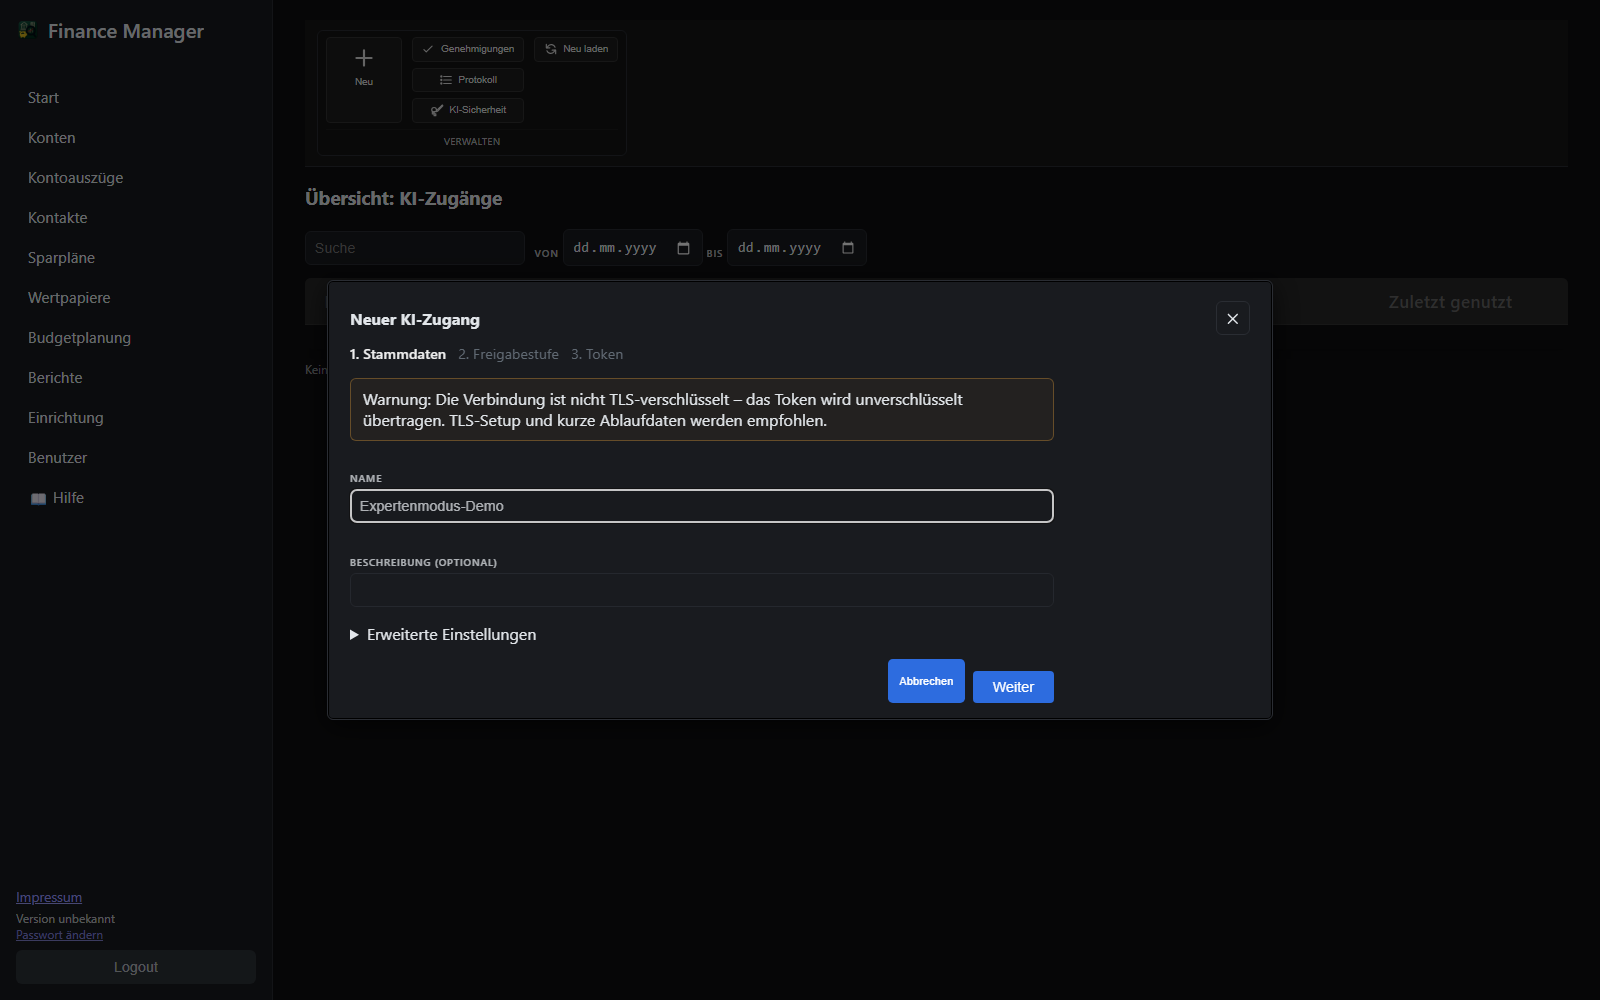 Finance Manager
Start
Konten
Kontoauszüge
Kontakte
Sparpläne
Wertpapiere
Budgetplanung
Berichte
Einrichtung
Benutzer
Hilfe
Impressum
Version unbekannt
Passwort ändern
Logout
Neu
Genehmigungen
Neu laden
Protokoll
KI-Sicherheit
VERWALTEN
Übersicht: KI-Zugänge
Suche
VON dd.mm.yyyy BIS dd.mm.yyyy
Zuletzt genutzt
Kein
Neuer KI-Zugang
1. Stammdaten 2. Freigabestufe 3. Token
Warnung: Die Verbindung ist nicht TLS-verschlüsselt – das Token wird unverschlüsselt
übertragen. TLS-Setup und kurze Ablaufdaten werden empfohlen.
NAME
Expertenmodus-Demo
BESCHREIBUNG (OPTIONAL)
Erweiterte Einstellungen
Abbrechen
Weiter